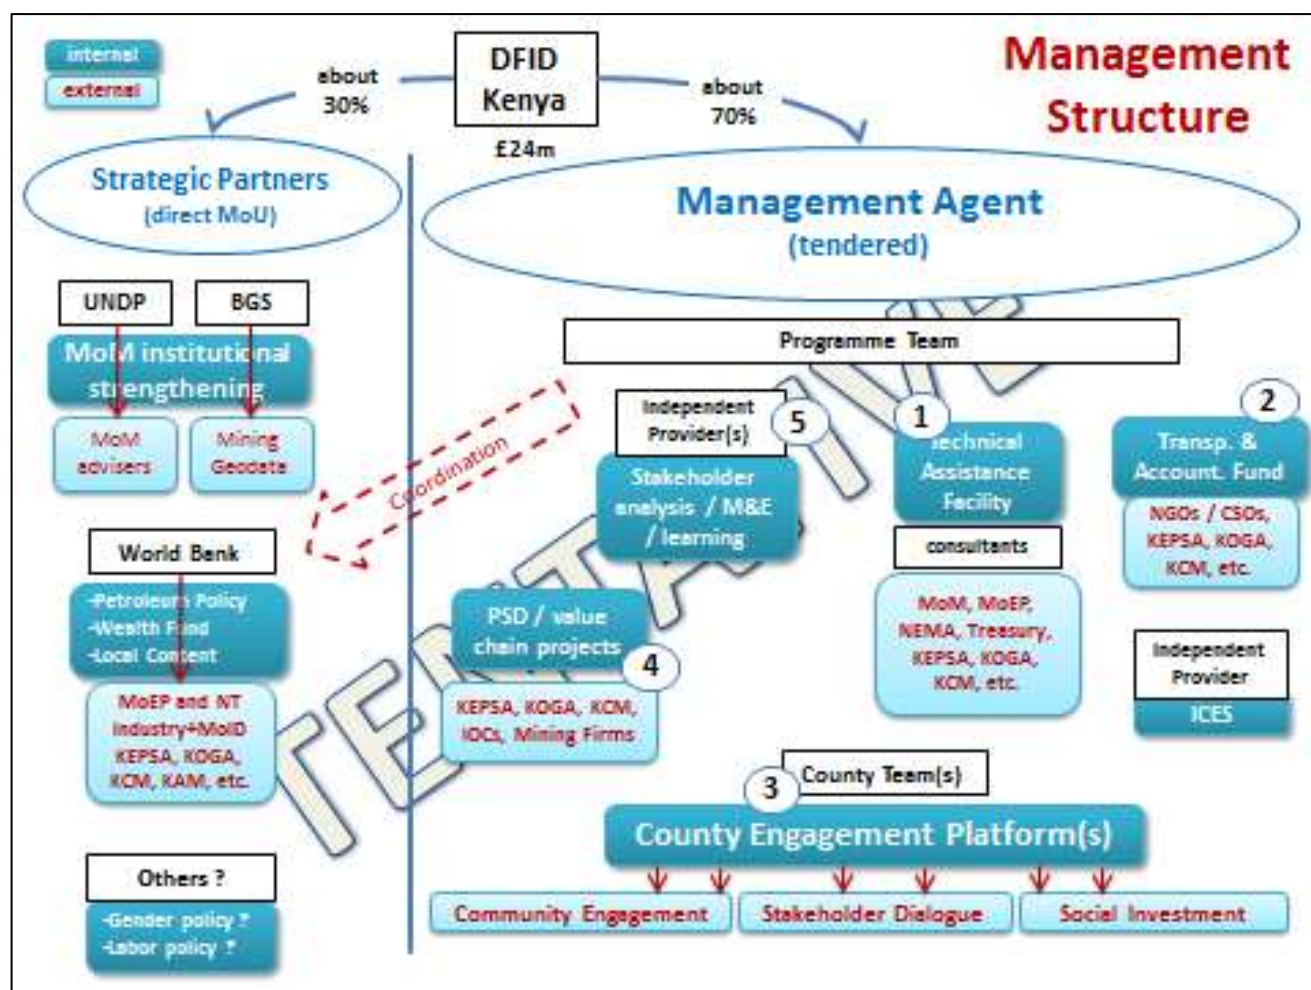 Management
Structure
internal
external
DFID
Kenya
£24m
about
30%
about
70%
Strategic Partners
(direct MoU)
Management Agent
(tendered)
TENTATIVE
UNDP
BGS
MoM institutional
strengthening
MoM
advisers
Mining
Geodata
World Bank
-Petroleum Policy
-Wealth Fund
-Local Content
MoEP and NT
Industry+MoID
KEPSA, KOGA,
KCM, KAM, etc.
Others ?
-Gender policy ?
-Labor policy ?
Programme Team
Coordination
Independent
Provider(s)
5
Stakeholder
analysis / M&E
/ learning
1
Technical
Assistance
Facility
consultants
MoM, MoEP,
NEMA, Treasury,
KEPSA, KOGA,
KCM, etc.
2
Transp. &
Account. Fund
NGOs / CSOs,
KEPSA, KOGA,
KCM, etc.
Independent
Provider
ICES
PSD / value
chain projects
4
KEPSA, KOGA, KCM,
IOCs, Mining Firms
County Team(s)
3
County Engagement Platform(s)
Community Engagement
Stakeholder Dialogue
Social Investment